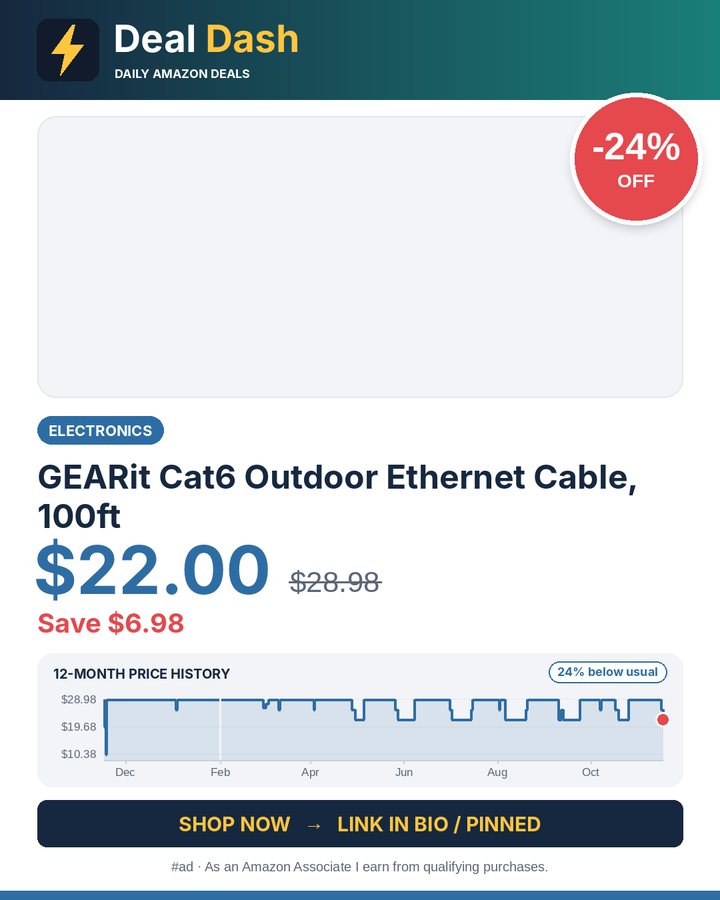 Deal Dash
DAILY AMAZON DEALS
-24%
OFF
ELECTRONICS
GEARit Cat6 Outdoor Ethernet Cable,
100ft
$22.00 $28.98
Save $6.98
12-MONTH PRICE HISTORY
24% below usual
$28.98
$19.68
$10.38
Dec Feb Apr Jun Aug Oct
SHOP NOW → LINK IN BIO / PINNED
#ad · As an Amazon Associate I earn from qualifying purchases.